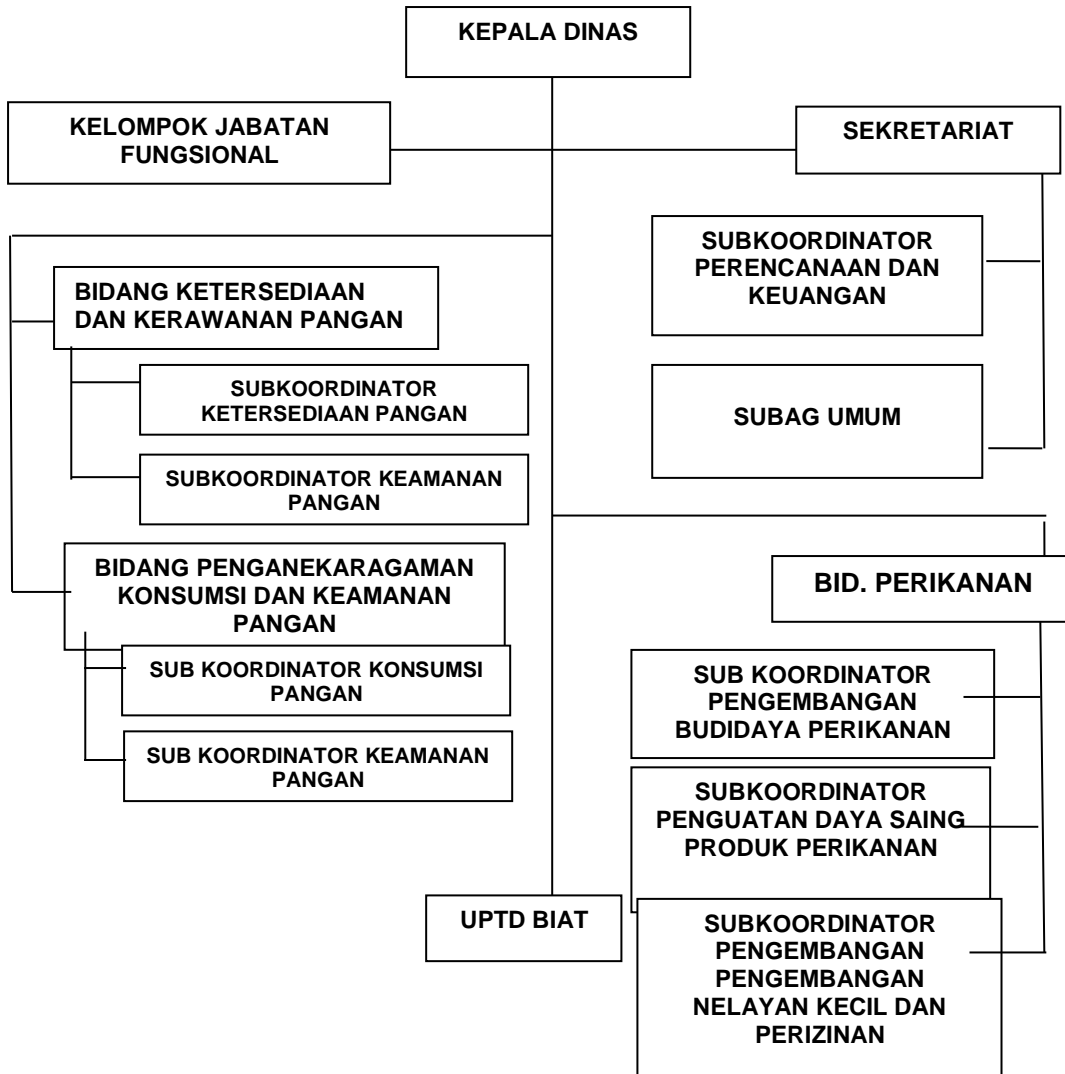 KEPALA DINAS
KELOMPOK JABATAN
FUNGSIONAL
SEKRETARIAT
SUBKOORDINATOR
PERENCANAAN DAN
KEUANGAN
SUBAG UMUM
BIDANG KETERSEDIAAN
DAN KERAWANAN PANGAN
SUBKOORDINATOR
KETERSEDIAAN PANGAN
SUBKOORDINATOR KEAMANAN
PANGAN
BIDANG PENGANEKARAGAMAN
KONSUMSI DAN KEAMANAN
PANGAN
SUB KOORDINATOR KONSUMSI
PANGAN
SUB KOORDINATOR KEAMANAN
PANGAN
BID. PERIKANAN
SUB KOORDINATOR
PENGEMBANGAN
BUDIDAYA PERIKANAN
SUBKOORDINATOR
PENGUATAN DAYA SAING
PRODUK PERIKANAN
SUBKOORDINATOR
PENGEMBANGAN
PENGEMBANGAN
NELAYAN KECIL DAN
PERIZINAN
UPTD BIAT